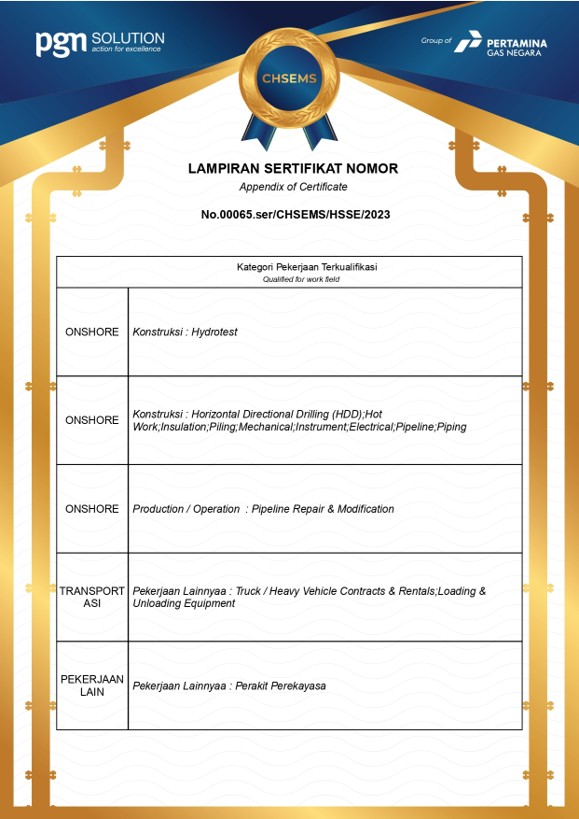 pgn SOLUTION
action for excellence
Group of PERTAMINA
GAS NEGARA
CHSEMS
LAMPIRAN SERTIFIKAT NOMOR
Appendix of Certificate
No.00065.ser/CHSEMS/HSSE/2023
Kategori Pekerjaan Terkualifikasi
Qualified for work field
ONSHORE
Konstruksi : Hydrotest
ONSHORE
Konstruksi : Horizontal Directional Drilling (HDD);Hot
Work;Insulation;Piling;Mechanical;Instrument;Electrical;Pipeline;Piping
ONSHORE
Production / Operation  : Pipeline Repair & Modification
TRANSPORT
ASI
Pekerjaan Lainnyaa : Truck / Heavy Vehicle Contracts & Rentals;Loading &
Unloading Equipment
PEKERJAAN
LAIN
Pekerjaan Lainnyaa : Perakit Perekayasa